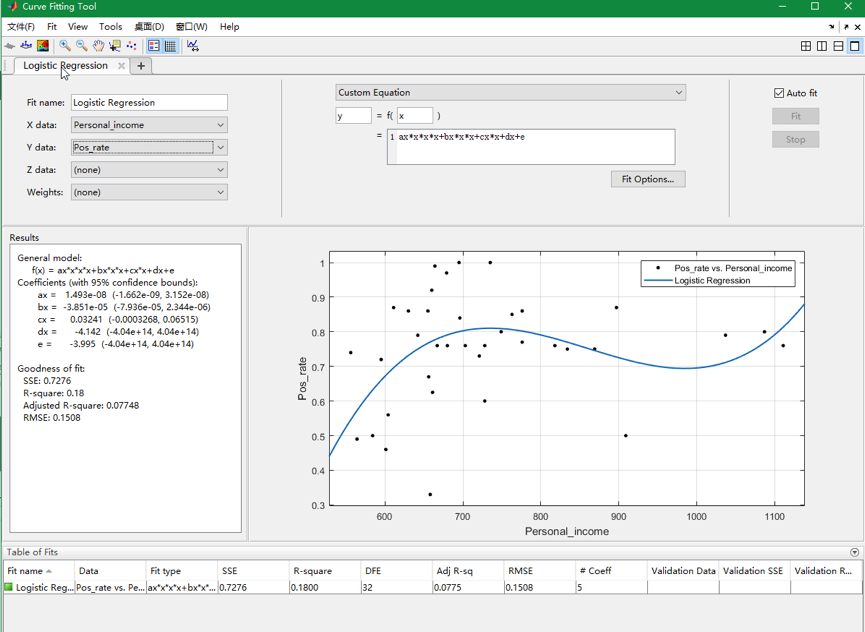 Curve Fitting Tool
文件(F) Fit View Tools 桌面(D) 窗口(W) Help
Logistic Regression
Fit name: Logistic Regression
X data: Personal_income
Y data: Pos_rate
Z data: (none)
Weights: (none)
Custom Equation
y = f( x )
= 1 ax*x*x*x+bx*x*x+cx*x+dx+e
Fit Options...
Auto fit
Fit
Stop
Results
General model:
f(x) = ax*x*x*x+bx*x*x+cx*x+dx+e
Coefficients (with 95% confidence bounds):
ax = 1.493e-08 (-1.662e-09, 3.152e-08)
bx = -3.851e-05 (-7.936e-05, 2.344e-06)
cx = 0.03241 (-0.0003268, 0.06515)
dx = -4.142 (-4.04e+14, 4.04e+14)
e = -3.995 (-4.04e+14, 4.04e+14)
Goodness of fit:
SSE: 0.7276
R-square: 0.18
Adjusted R-square: 0.07748
RMSE: 0.1508
Pos_rate vs. Personal_income
Logistic Regression
1
0.9
0.8
0.7
0.6
0.5
0.4
0.3
Pos_rate
600 700 800 900 1000 1100
Personal_income
Table of Fits
Fit name Data Fit type SSE R-square DFE Adj R-sq RMSE # Coeff Validation Data Validation SSE Validation R...
Logistic Reg... Pos_rate vs. Pe... ax*x*x*x+bx*x*... 0.7276 0.1800 32 0.0775 0.1508 5